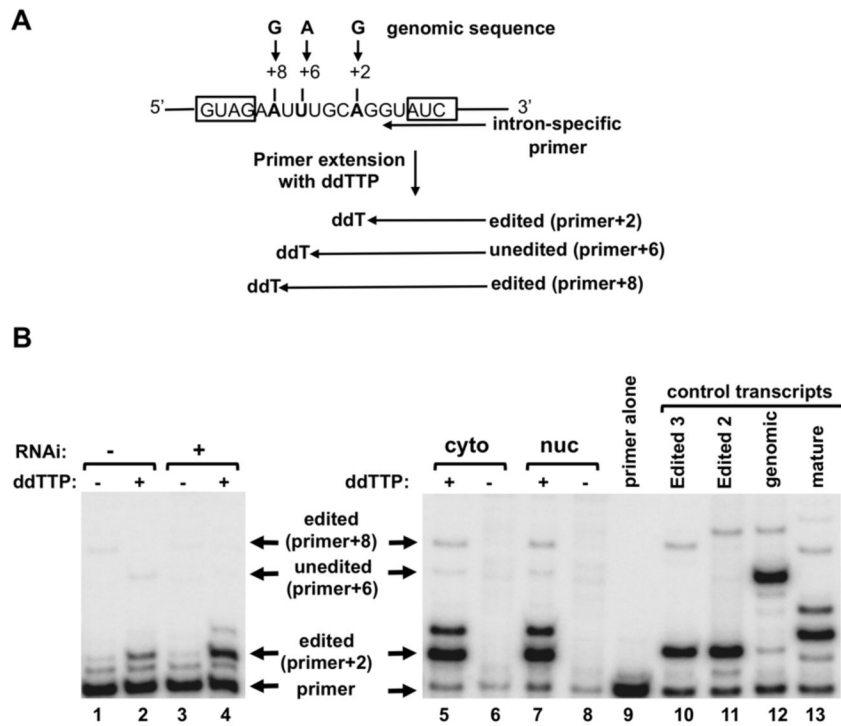 A
G A G genomic sequence
+8 +6 +2
5' GUAGAAUUUGCAGGUAUC 3'
intron-specific
primer
Primer extension
with ddTTP
ddT edited (primer+2)
ddT unedited (primer+6)
ddT edited (primer+8)
B
RNAi: - +
ddTTP: - + - +
edited
(primer+8)
unedited
(primer+6)
edited
(primer+2)
primer
1 2 3 4
cyto nuc
ddTTP: + - + -
primer alone
control transcripts
Edited 3
Edited 2
genomic
mature
5 6 7 8 9 10 11 12 13